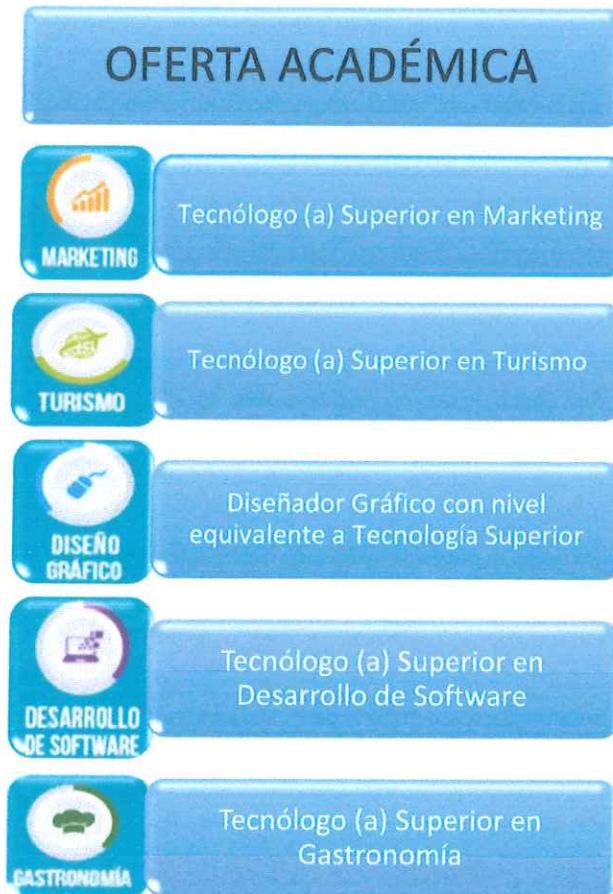 OFERTA ACADÉMICA
MARKETING
Tecnólogo (a) Superior en Marketing
TURISMO
Tecnólogo (a) Superior en Turismo
DISEÑO
GRÁFICO
Diseñador Gráfico con nivel
equivalente a Tecnología Superior
DESARROLLO
DE SOFTWARE
Tecnólogo (a) Superior en
Desarrollo de Software
GASTRONOMÍA
Tecnólogo (a) Superior en
Gastronomía